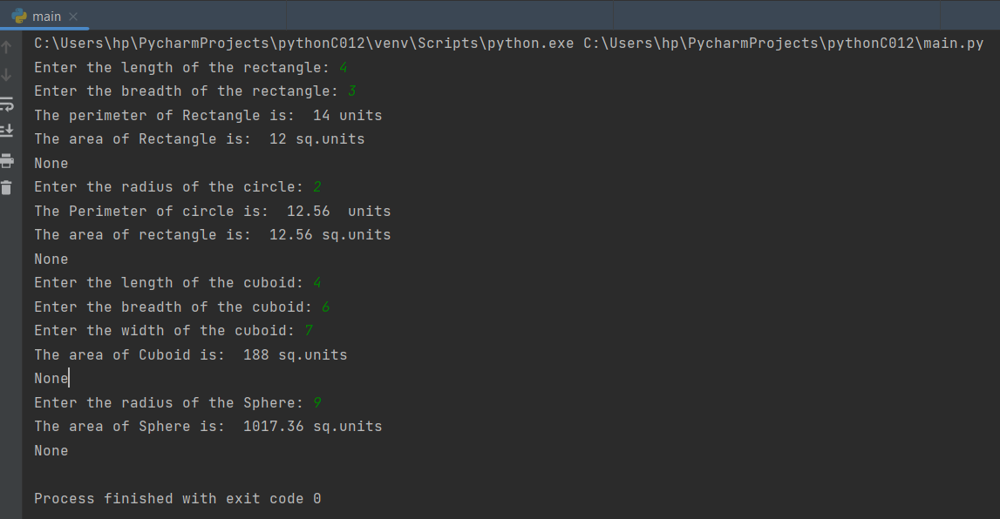 main
C:\Users\hp\PycharmProjects\pythonC012\venv\Scripts\python.exe C:\Users\hp\PycharmProjects\pythonC012\main.py
Enter the length of the rectangle: 4
Enter the breadth of the rectangle: 3
The perimeter of Rectangle is:  14 units
The area of Rectangle is:  12 sq.units
None
Enter the radius of the circle: 2
The Perimeter of circle is:  12.56  units
The area of rectangle is:  12.56 sq.units
None
Enter the length of the cuboid: 4
Enter the breadth of the cuboid: 6
Enter the width of the cuboid: 7
The area of Cuboid is:  188 sq.units
None
Enter the radius of the Sphere: 9
The area of Sphere is:  1017.36 sq.units
None
Process finished with exit code 0